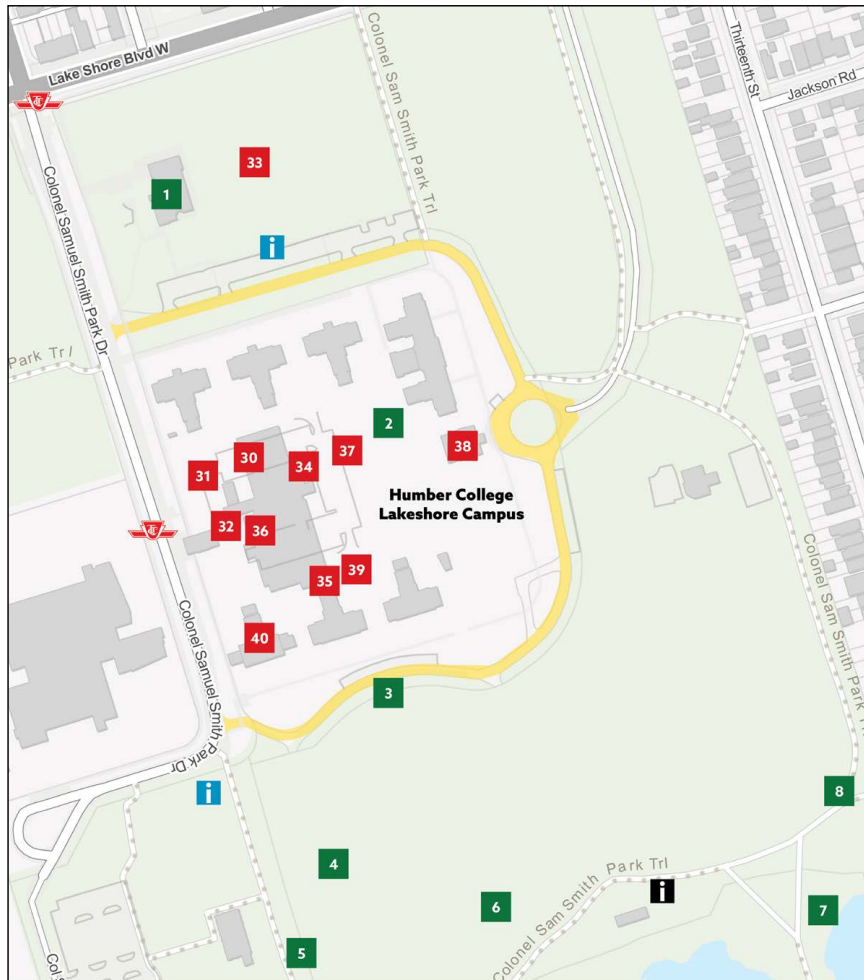 Lake Shore Blvd W
Colonel Sam Smith Park Trl
Thirteenth St
Jackson Rd
33
1
i
Colonel Samuel Smith Park Dr
Park Trl
2
37
38
30
34
31
Humber College
Lakeshore Campus
32
36
39
35
Colonel Samuel Smith Park Dr
40
3
Colonel Sam Smith Park Trl
i
8
4
Colonel Sam Smith Park Trl
i
6
7
5